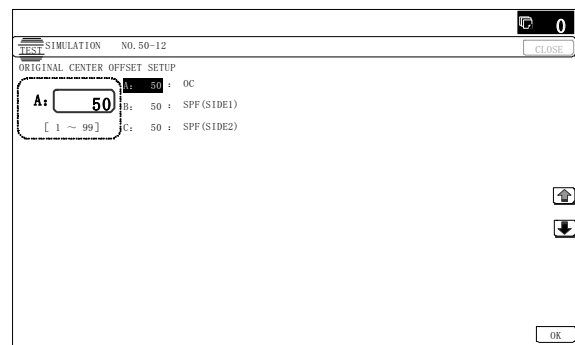 0
TEST SIMULATION NO.50-12
CLOSE
ORIGINAL CENTER OFFSET SETUP
A: 50
[ 1 ~ 99]
A: 50 : OC
B: 50 : SPF(SIDE1)
C: 50 : SPF(SIDE2)
OK